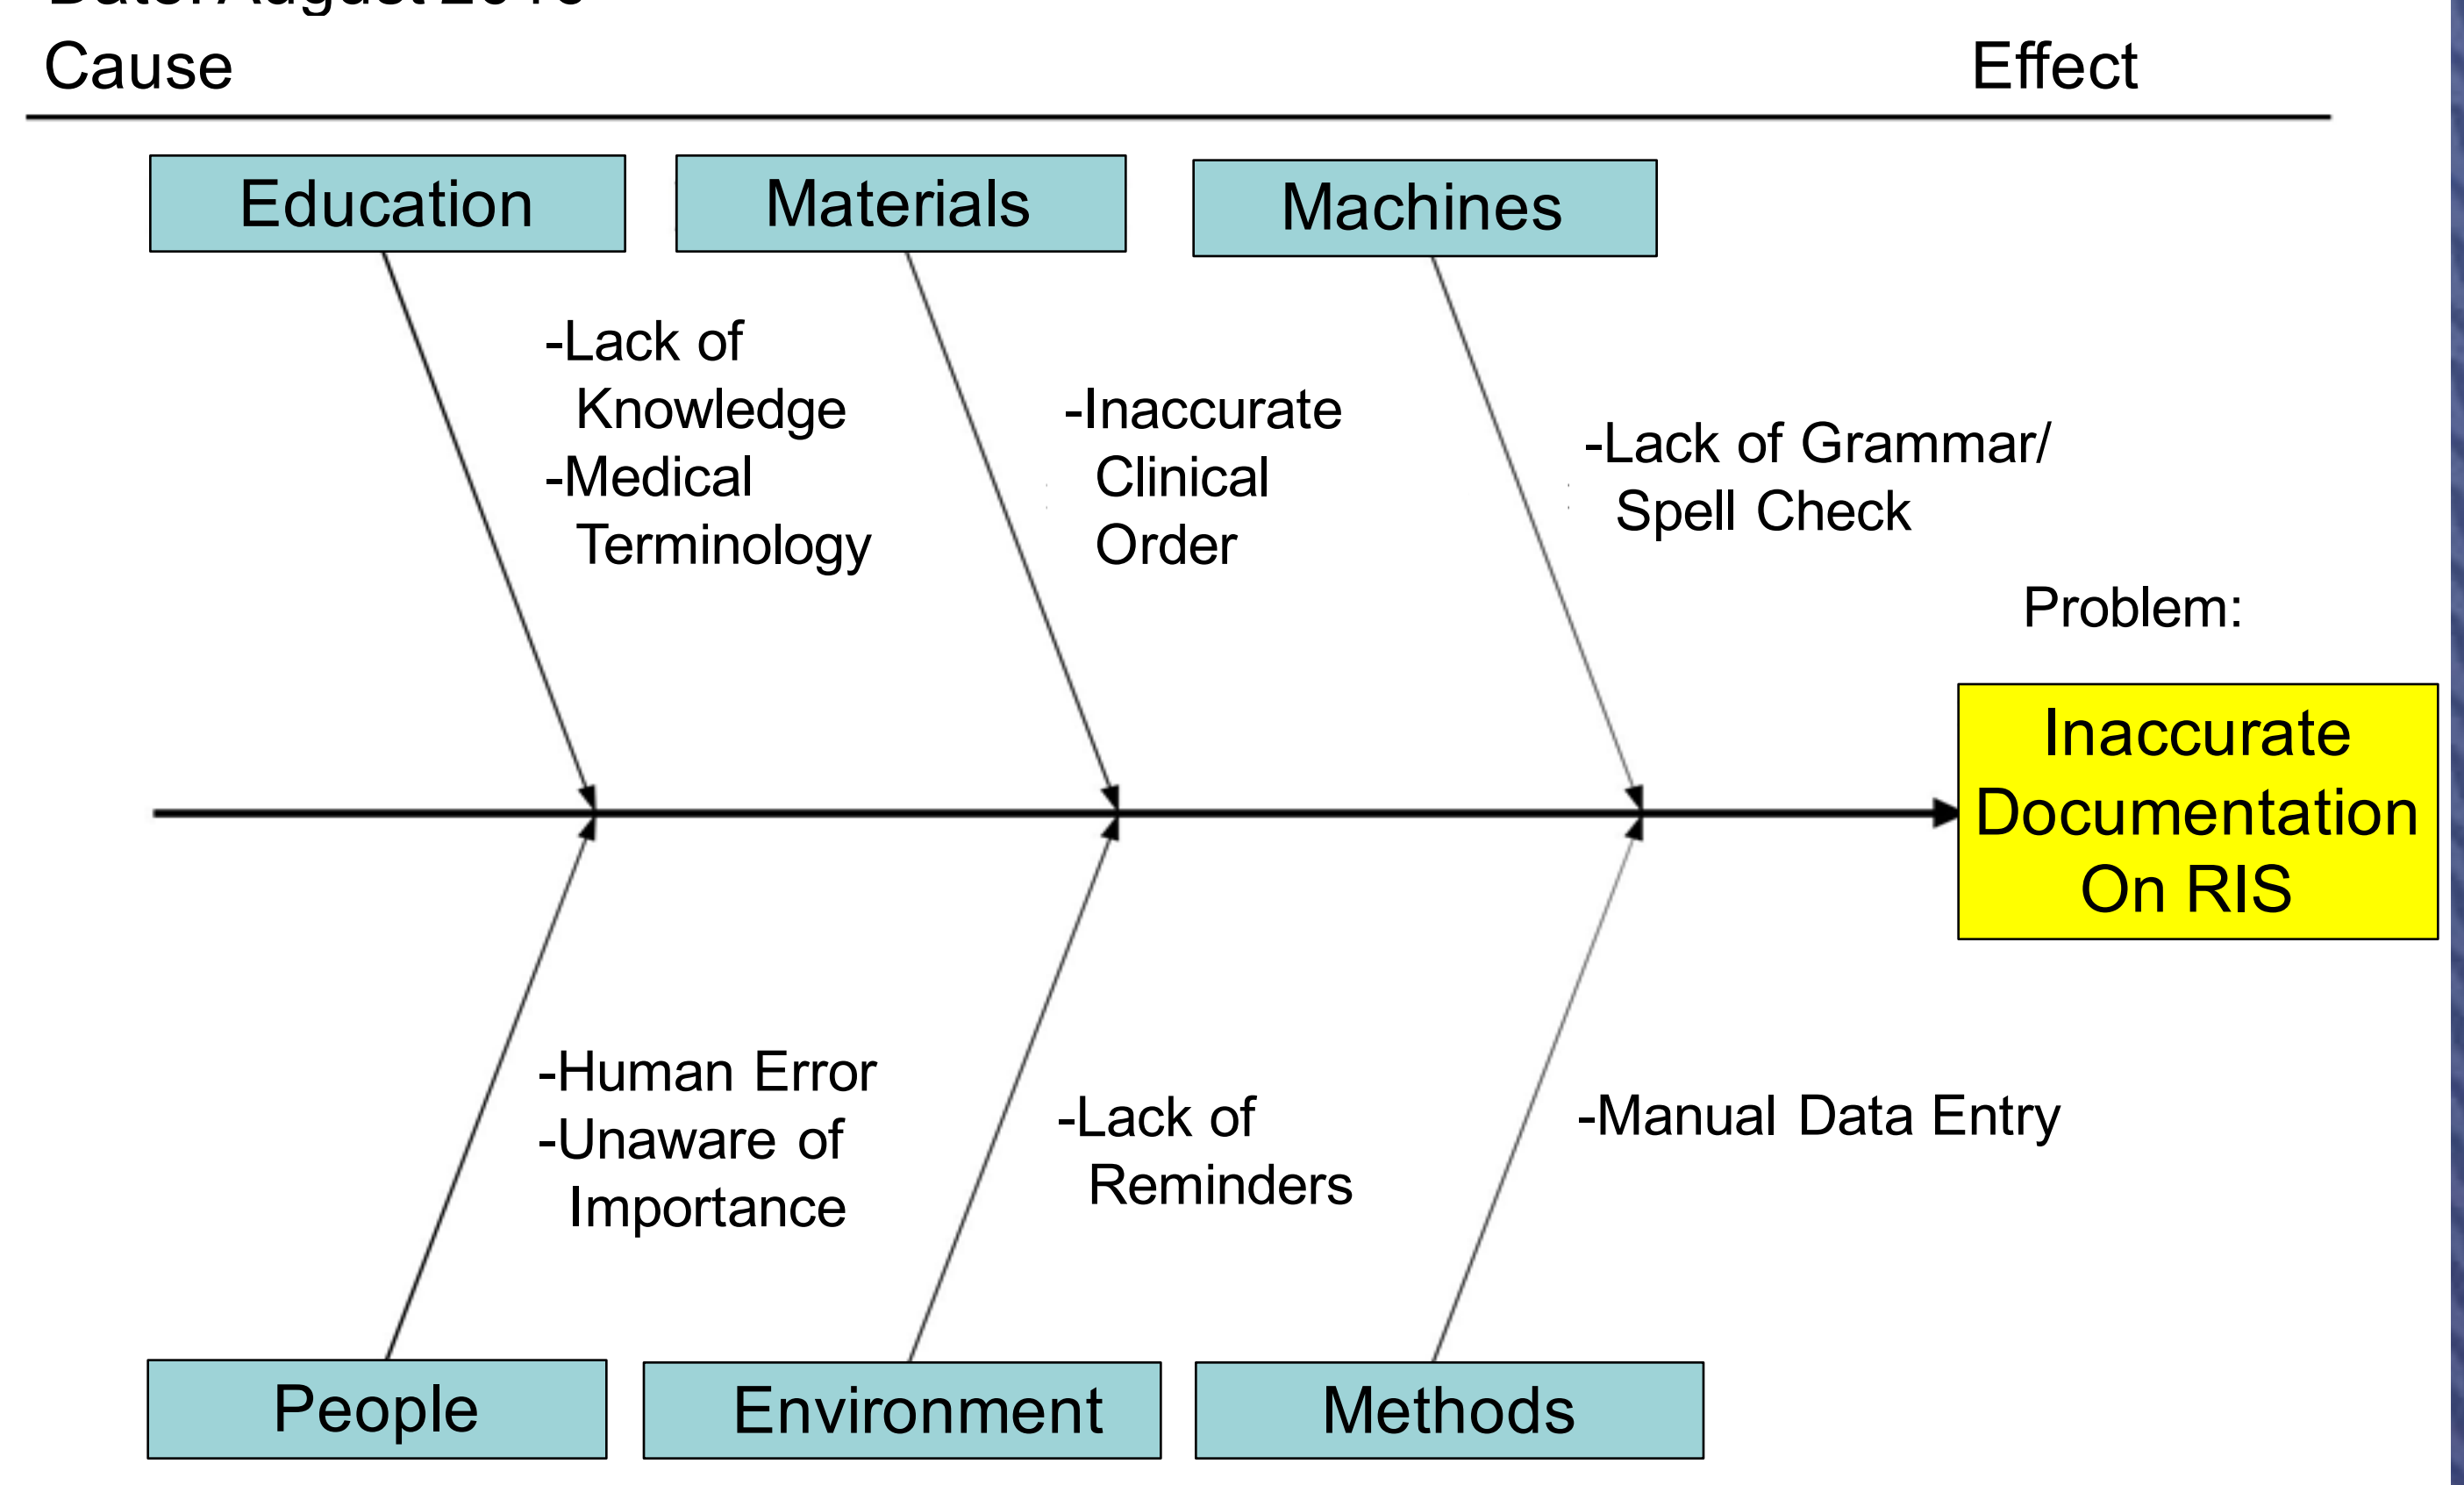 Cause Effect
Education Materials Machines
-Lack of
Knowledge
-Medical
Terminology
-Inaccurate
Clinical
Order
-Lack of Grammar/
Spell Check
Problem:
Inaccurate
Documentation
On RIS
-Human Error
-Unaware of
Importance
-Lack of
Reminders
-Manual Data Entry
People Environment Methods